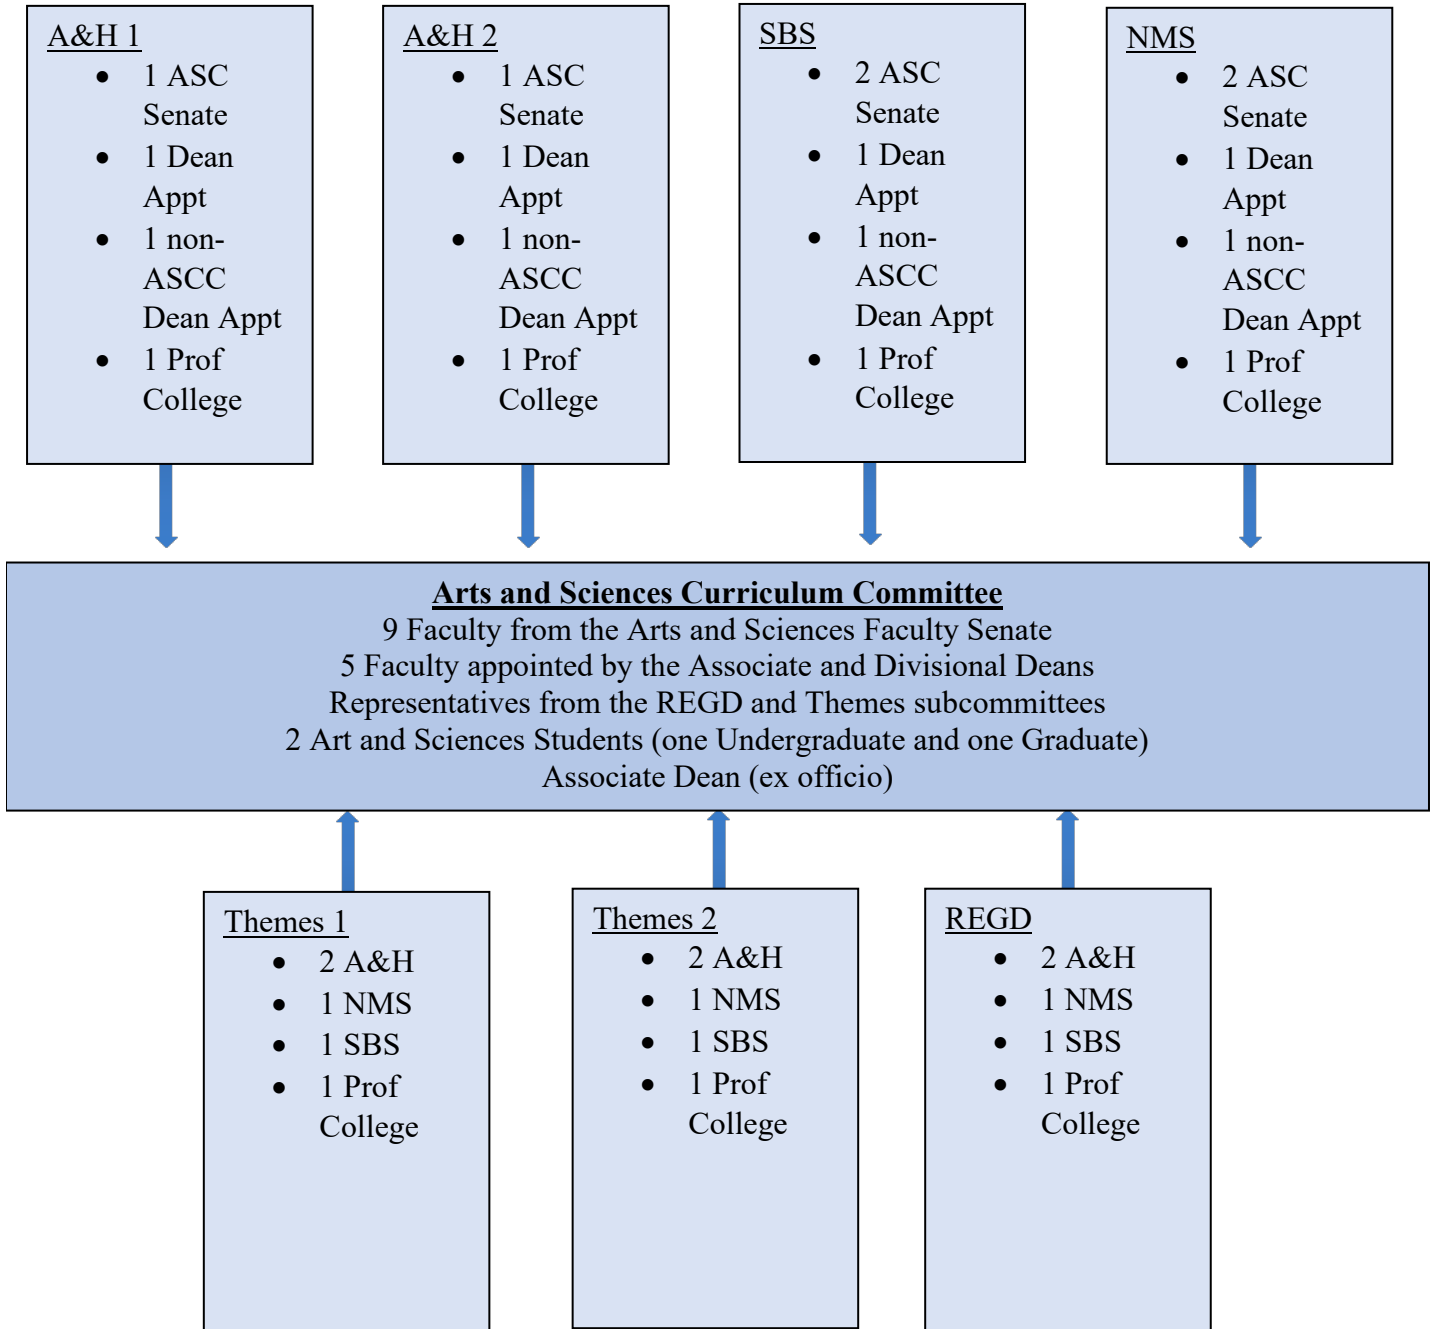 A&H 1
• 1 ASC
Senate
• 1 Dean
Appt
• 1 non-
ASCC
Dean Appt
• 1 Prof
College
A&H 2
• 1 ASC
Senate
• 1 Dean
Appt
• 1 non-
ASCC
Dean Appt
• 1 Prof
College
SBS
• 2 ASC
Senate
• 1 Dean
Appt
• 1 non-
ASCC
Dean Appt
• 1 Prof
College
NMS
• 2 ASC
Senate
• 1 Dean
Appt
• 1 non-
ASCC
Dean Appt
• 1 Prof
College
Arts and Sciences Curriculum Committee
9 Faculty from the Arts and Sciences Faculty Senate
5 Faculty appointed by the Associate and Divisional Deans
Representatives from the REGD and Themes subcommittees
2 Art and Sciences Students (one Undergraduate and one Graduate)
Associate Dean (ex officio)
Themes 1
• 2 A&H
• 1 NMS
• 1 SBS
• 1 Prof
College
Themes 2
• 2 A&H
• 1 NMS
• 1 SBS
• 1 Prof
College
REGD
• 2 A&H
• 1 NMS
• 1 SBS
• 1 Prof
College